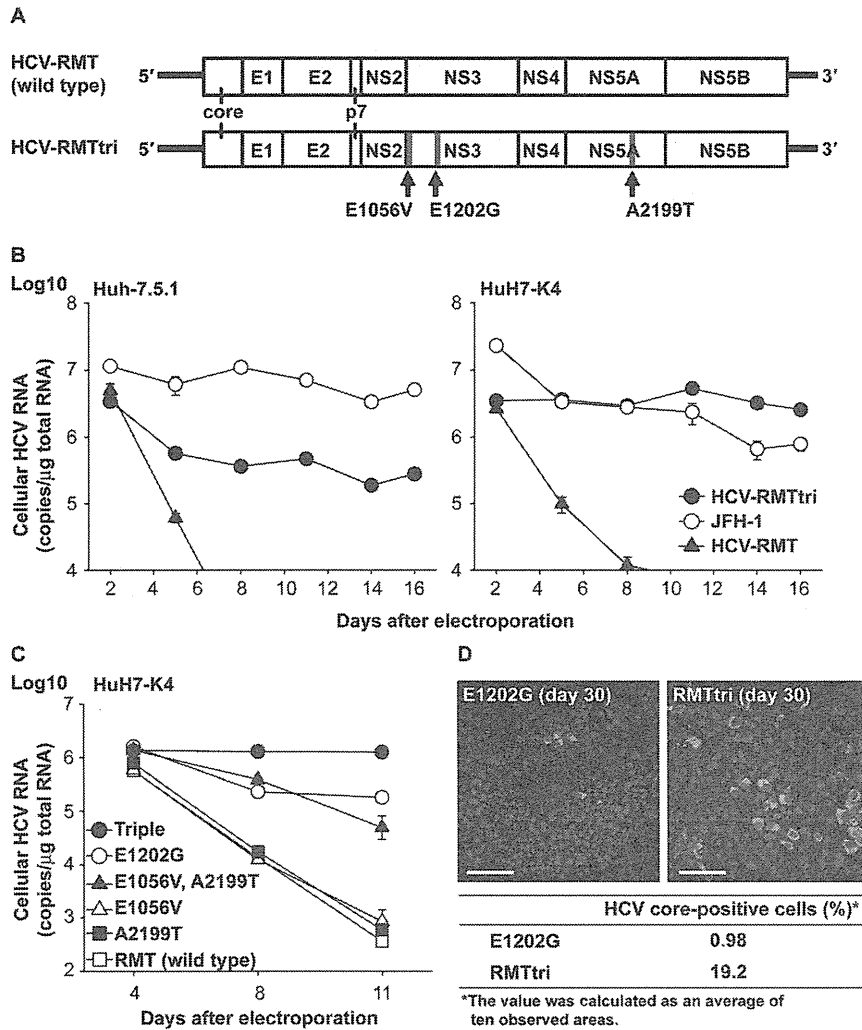 A
HCV-RMT
(wild type)
5′
E1
E2
NS2
NS3
NS4
NS5A
NS5B
3′
core
p7
HCV-RMTtri
5′
E1
E2
NS2
NS3
NS4
NS5A
NS5B
3′
E1056V
E1202G
A2199T
B
Log10
Huh-7.5.1
HuH7-K4
Cellular HCV RNA
(copies/μg total RNA)
8
7
6
5
4
2 4 6 8 10 12 14 16
8
7
6
5
4
2 4 6 8 10 12 14 16
HCV-RMTtri
JFH-1
HCV-RMT
Days after electroporation
C
Log10
HuH7-K4
Cellular HCV RNA
(copies/μg total RNA)
7
6
5
4
3
2
Triple
E1202G
E1056V, A2199T
E1056V
A2199T
RMT (wild type)
4 8 11
Days after electroporation
D
E1202G (day 30)
RMTtri (day 30)
HCV core-positive cells (%)*
E1202G 0.98
RMTtri 19.2
*The value was calculated as an average of
ten observed areas.